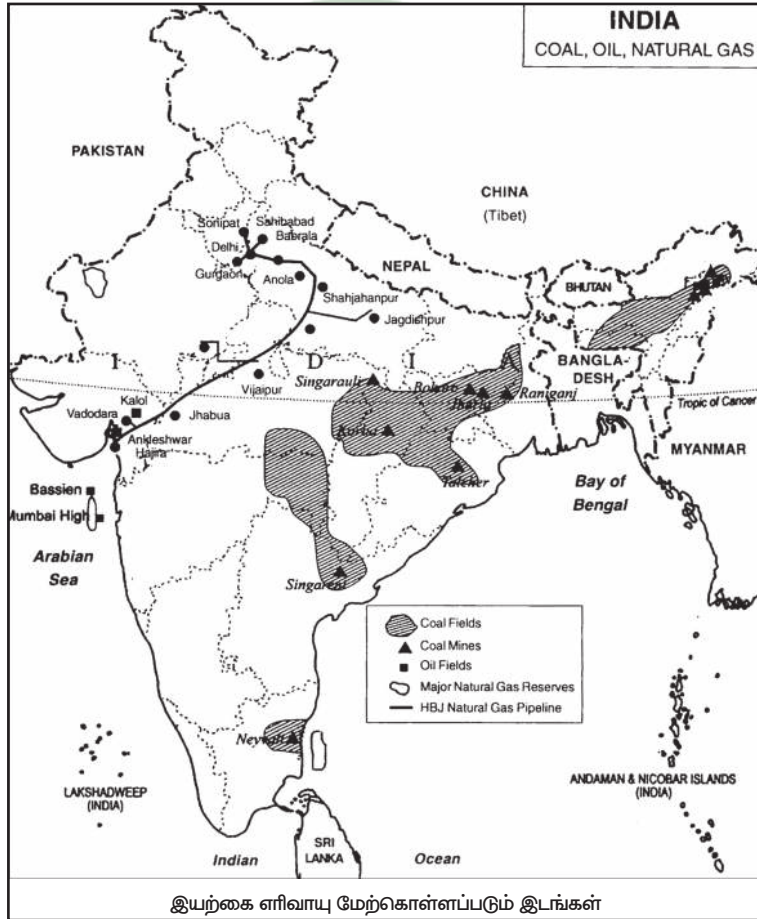 INDIA
COAL, OIL, NATURAL GAS
PAKISTAN
CHINA
(Tibet)
Sonipat
Sahibabad
Babrala
Delhi
Gurgaon
Anola
NEPAL
BHUTAN
Shahjahanpur
Jagdishpur
I
D
I
A
BANGLA-
DESH
Singarauli
Bokaro
Jharia
Raniganj
Vijaipur
Kalol
Tropic of Cancer
Vadodara
Jhabua
Korba
MYANMAR
Ankleshwar
Hajira
Talcher
Bassien
Bay of
Bengal
Mumbai High
Arabian
Sea
Singareni
Coal Fields
Coal Mines
Oil Fields
Major Natural Gas Reserves
HBJ Natural Gas Pipeline
Neyveli
LAKSHADWEEP
(INDIA)
ANDAMAN & NICOBAR ISLANDS
(INDIA)
SRI
LANKA
Indian
Ocean
இயற்கை எரிவாயு மேற்கொள்ளப்படும் இடங்கள்